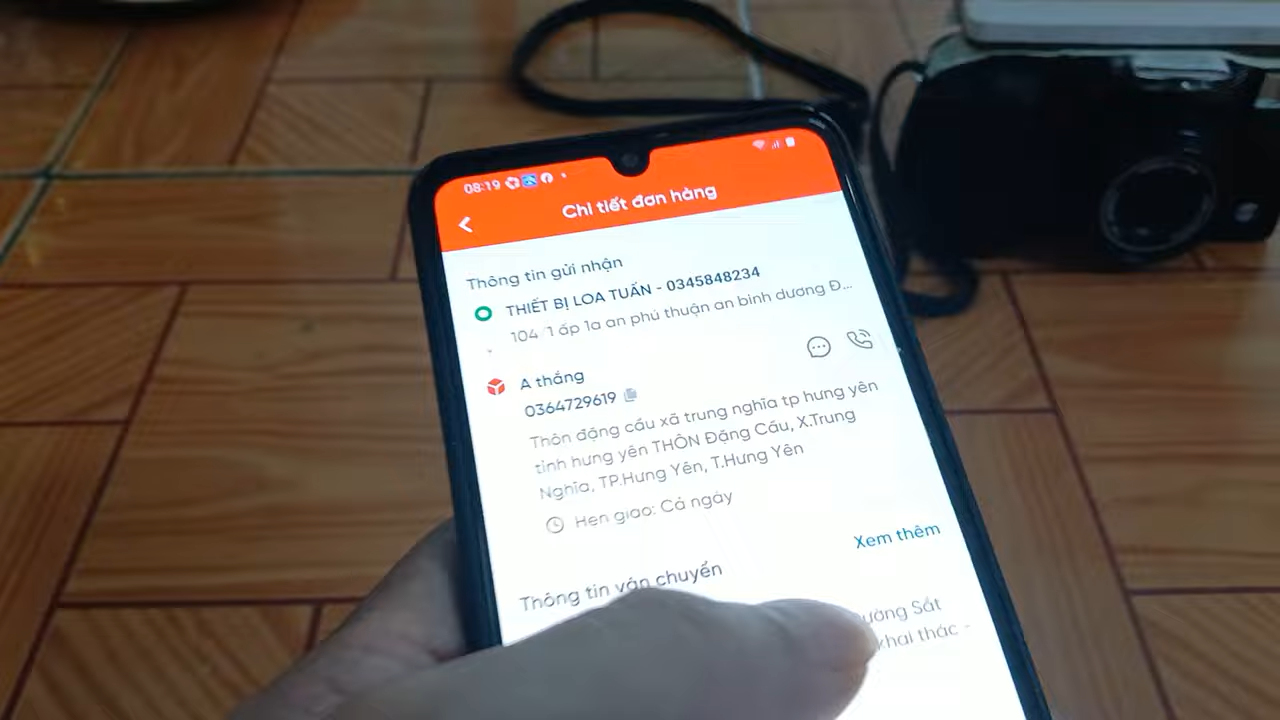 08:19
Chi tiết đơn hàng
Thông tin gửi nhận
THIẾT BỊ LOA TUẤN - 0345848234
104/1 ấp 1a an phú thuận an bình dương Đ...
A thắng
0364729619
Thôn đặng cầu xã trung nghĩa tp hưng yên
tỉnh hưng yên THÔN Đặng Cầu, X.Trung
Nghĩa, TP.Hưng Yên, T.Hưng Yên
Hẹn giao: Cả ngày
Xem thêm
Thông tin vận chuyển
Sắt
khai thác -